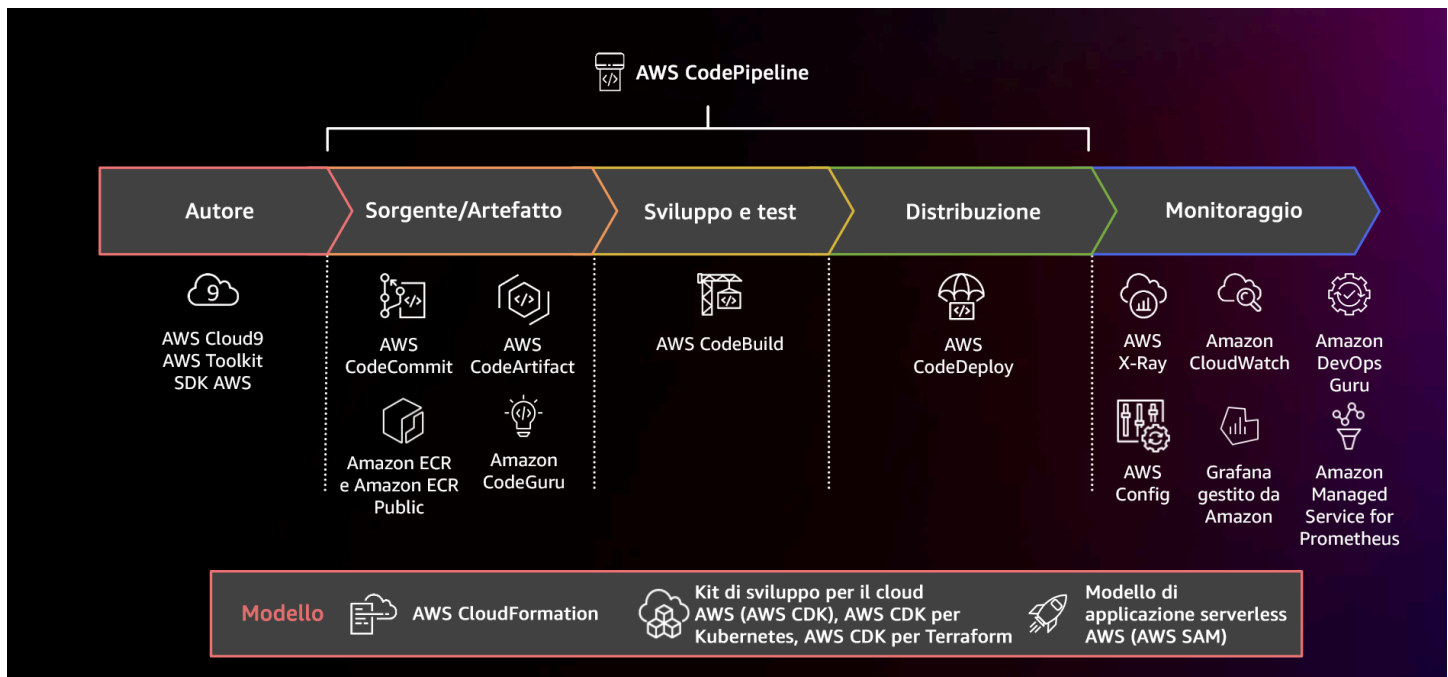 AWS CodePipeline
Autore
Sorgente/Artefatto
Sviluppo e test
Distribuzione
Monitoraggio
9
AWS Cloud9
AWS Toolkit
SDK AWS
</>
AWS
CodeCommit
</>
AWS
CodeArtifact
Amazon ECR
e Amazon ECR
Public
</>
Amazon
CodeGuru
</>
AWS CodeBuild
</>
AWS
CodeDeploy
AWS
X-Ray
Amazon
CloudWatch
Amazon
DevOps
Guru
AWS
Config
Grafana
gestito da
Amazon
Amazon
Managed
Service for
Prometheus
Modello
AWS CloudFormation
Kit di sviluppo per il cloud
AWS (AWS CDK), AWS CDK per
Kubernetes, AWS CDK per Terraform
Modello di
applicazione serverless
AWS (AWS SAM)